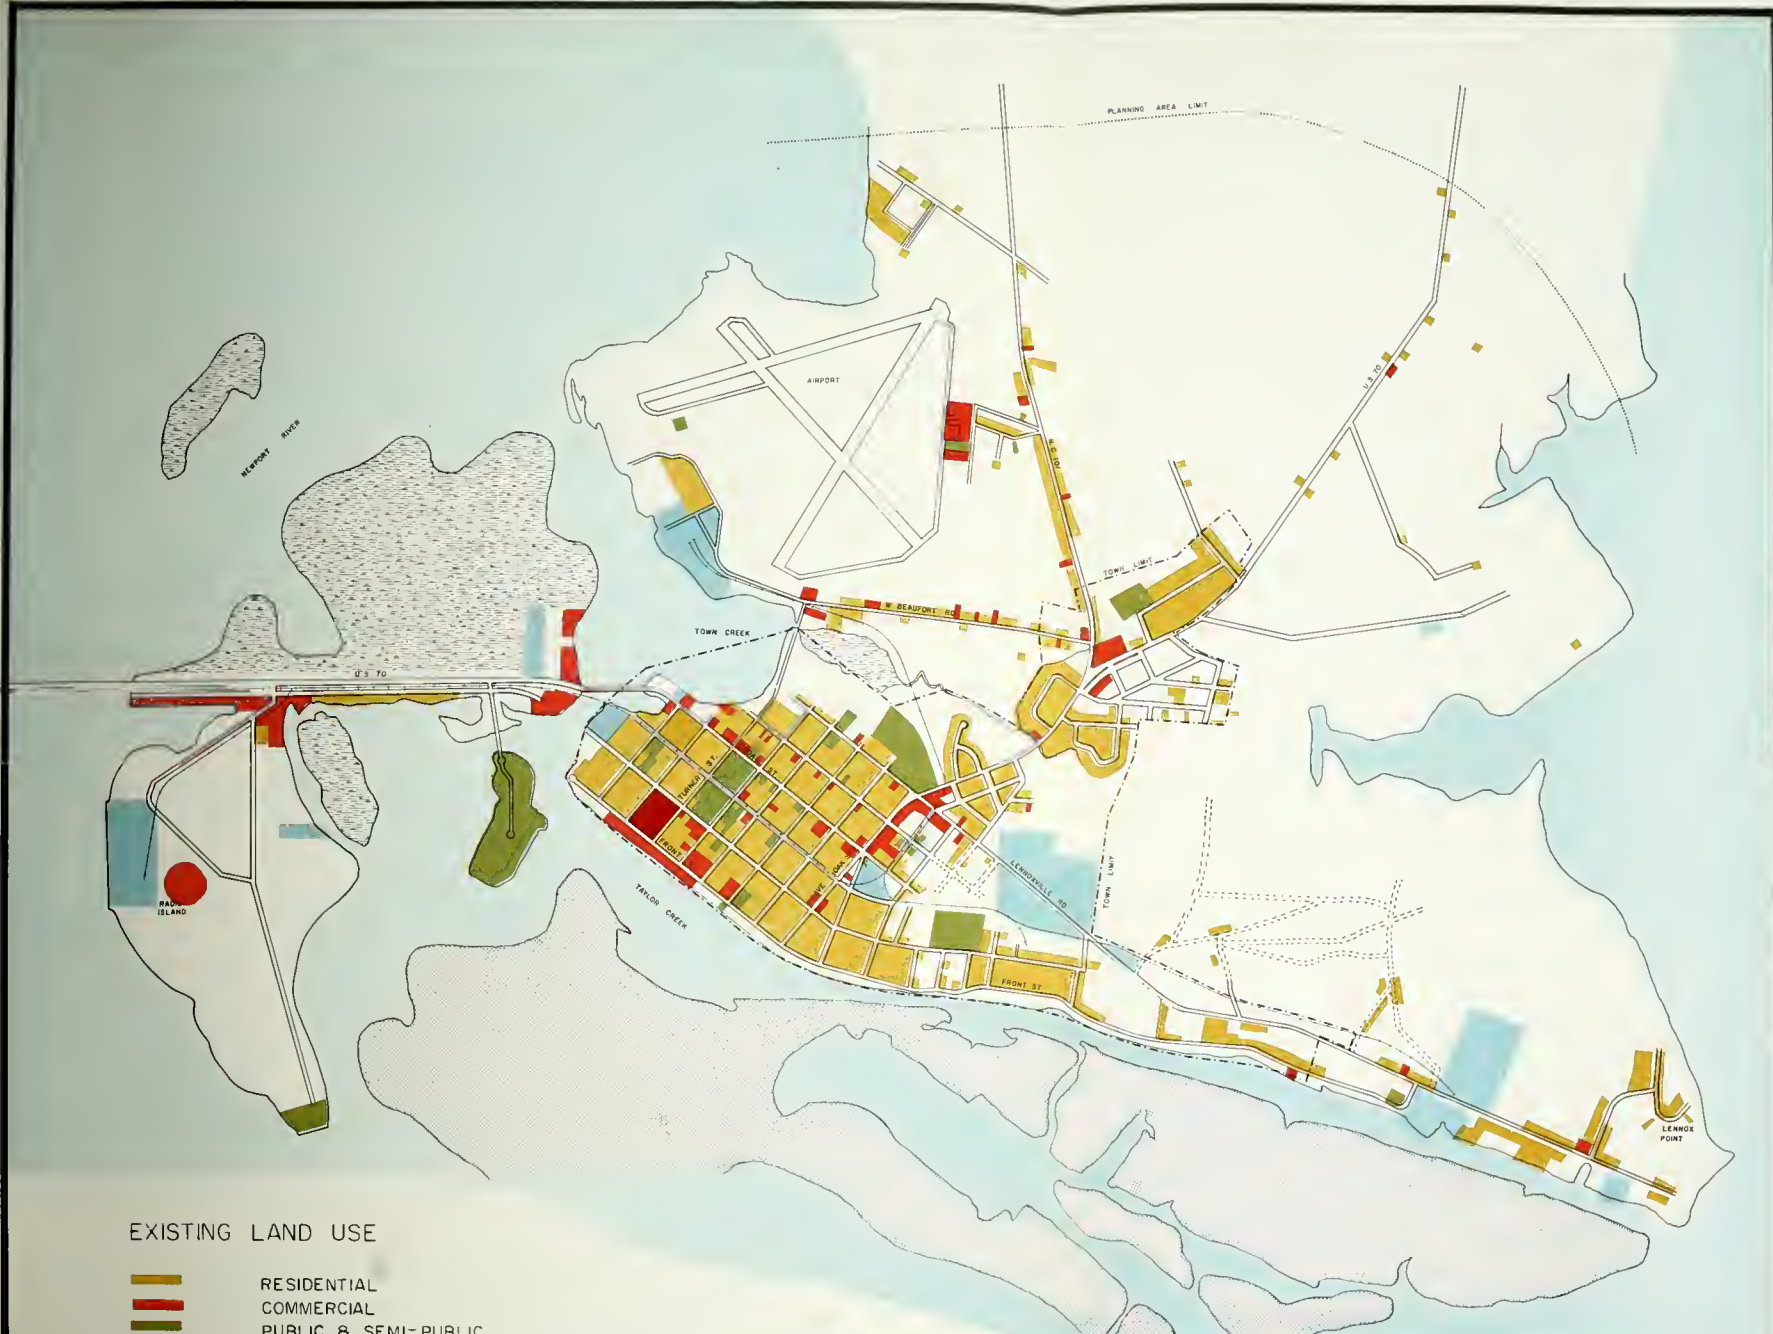 PLANNING AREA LIMIT
AIRPORT
NEWPORT RIVER
U S 70
N.C. 101
TOWN LIMIT
W BEAUFORT RD
TOWN CREEK
U S 70
TURNER ST.
ST.
FRONT
LIVE OAK
TAYLOR CREEK
LENNOXVILLE RD
TOWN LIMIT
RADIO
ISLAND
FRONT ST
LENNOX
POINT
EXISTING LAND USE
RESIDENTIAL
COMMERCIAL
PUBLIC & SEMI-PUBLIC